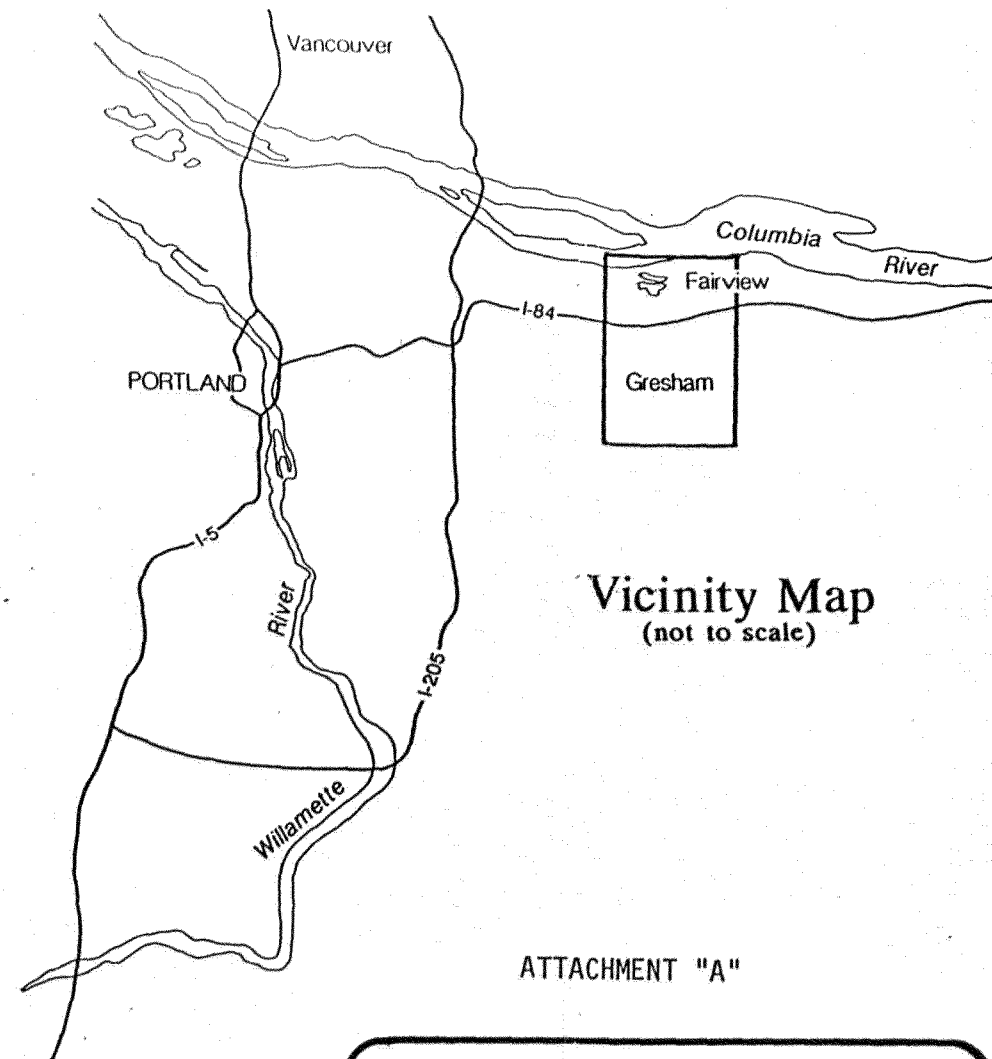 Vancouver
Columbia
River
Fairview
I-84
PORTLAND
Gresham
I-5
River
Vicinity Map
(not to scale)
I-205
Willamette
ATTACHMENT "A"